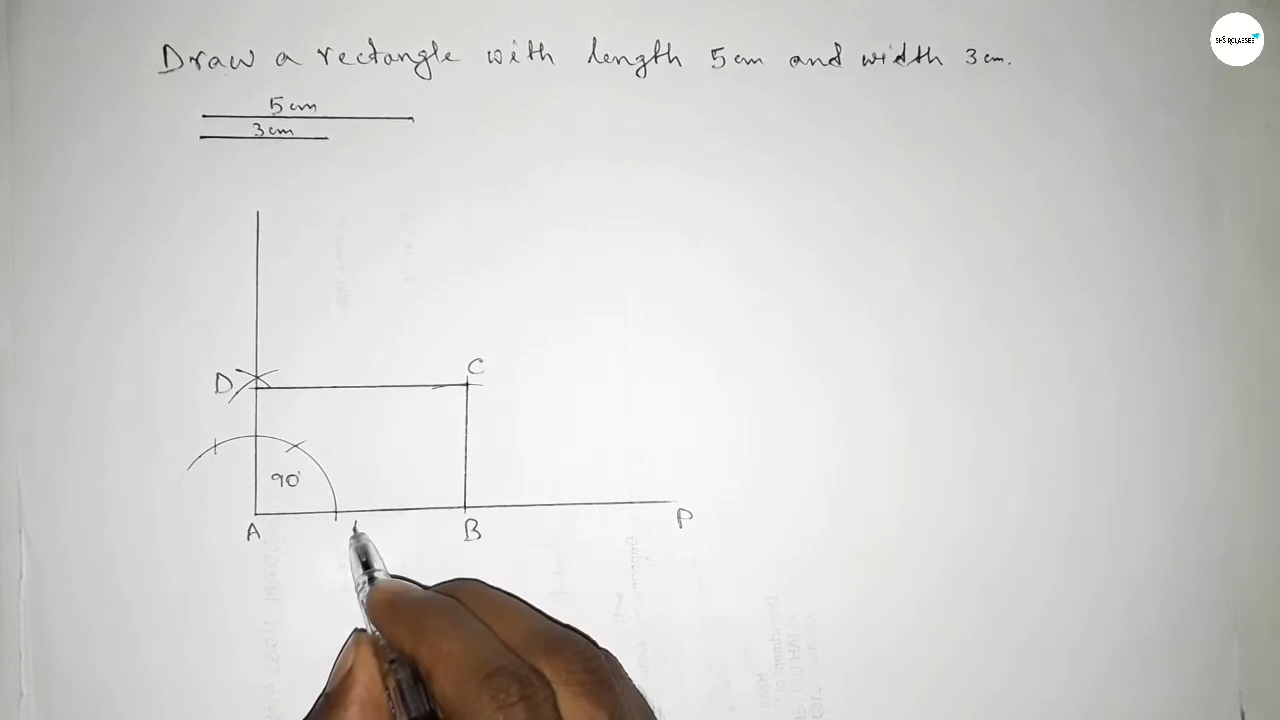 Draw a rectangle with length 5cm and width 3cm.
5cm
3cm
C
D
90°
A
B
P